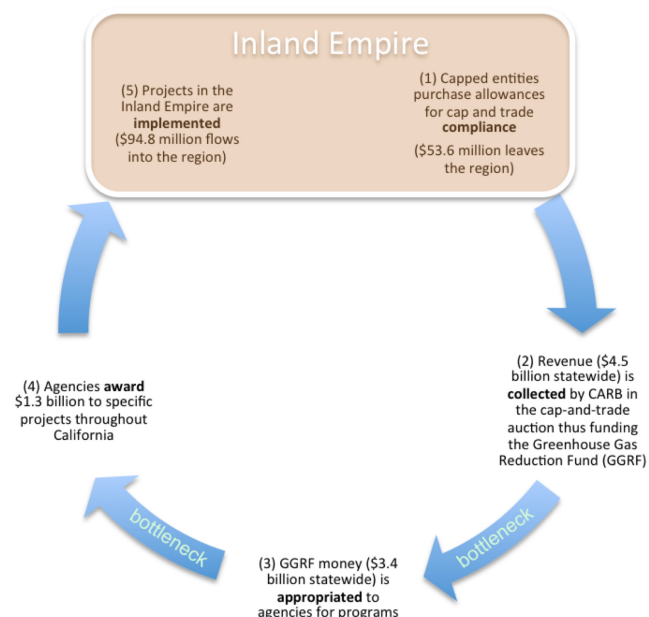 Inland Empire
(1) Capped entities
purchase allowances
for cap and trade
compliance
($53.6 million leaves
the region)
(2) Revenue ($4.5
billion statewide) is
collected by CARB in
the cap-and-trade
auction thus funding
the Greenhouse Gas
Reduction Fund (GGRF)
bottleneck
(3) GGRF money ($3.4
billion statewide) is
appropriated to
agencies for programs
bottleneck
(4) Agencies award
$1.3 billion to specific
projects throughout
California
(5) Projects in the
Inland Empire are
implemented
($94.8 million flows
into the region)